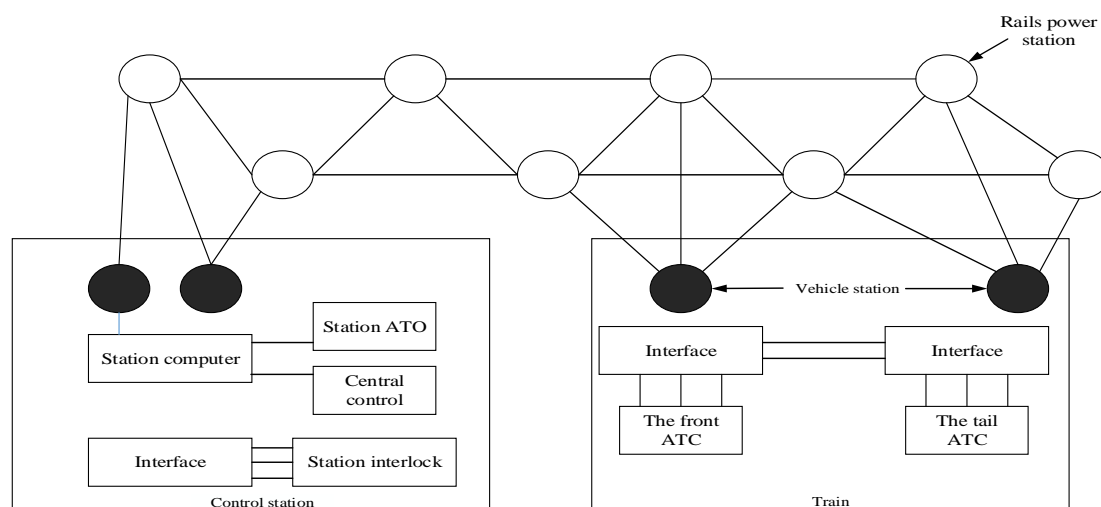 Rails power
station
Vehicle station
Station ATO
Station computer
Central
control
Interface
Station interlock
Control station
Interface
Interface
The front
ATC
The tail
ATC
Train